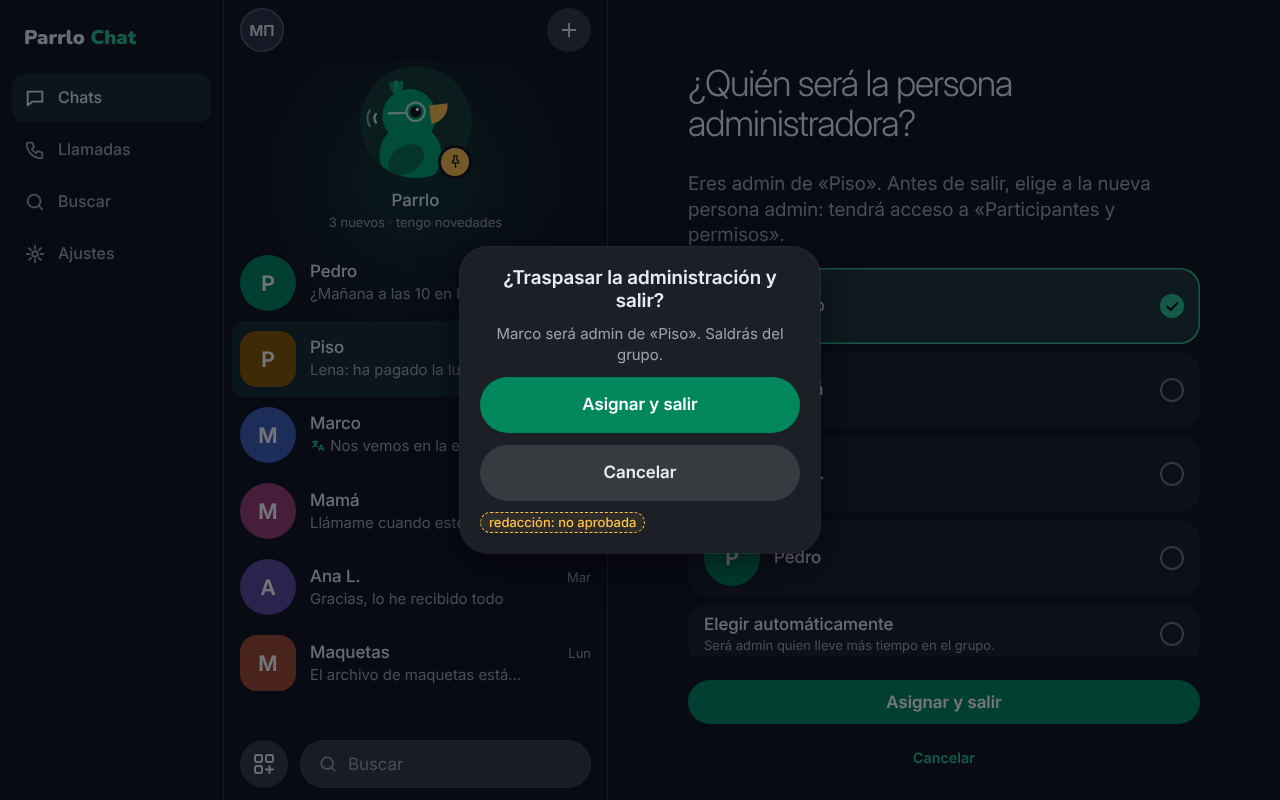 Parrlo Chat
Chats
Llamadas
Buscar
Ajustes
МП
Parrlo
3 nuevos · tengo novedades
P
Pedro
¿Mañana a las 10 en
P
Piso
Lena: ha pagado la lu
M
Marco
Nos vemos en la e
M
Mamá
Llámame cuando esté
A
Ana L.
Mar
Gracias, lo he recibido todo
M
Maquetas
Lun
El archivo de maquetas está...
Buscar
¿Quién será la persona
administradora?
Eres admin de «Piso». Antes de salir, elige a la nueva
persona admin: tendrá acceso a «Participantes y
permisos».
P
Pedro
Elegir automáticamente
Será admin quien lleve más tiempo en el grupo.
Asignar y salir
Cancelar
¿Traspasar la administración y
salir?
Marco será admin de «Piso». Saldrás del
grupo.
Asignar y salir
Cancelar
redacción: no aprobada